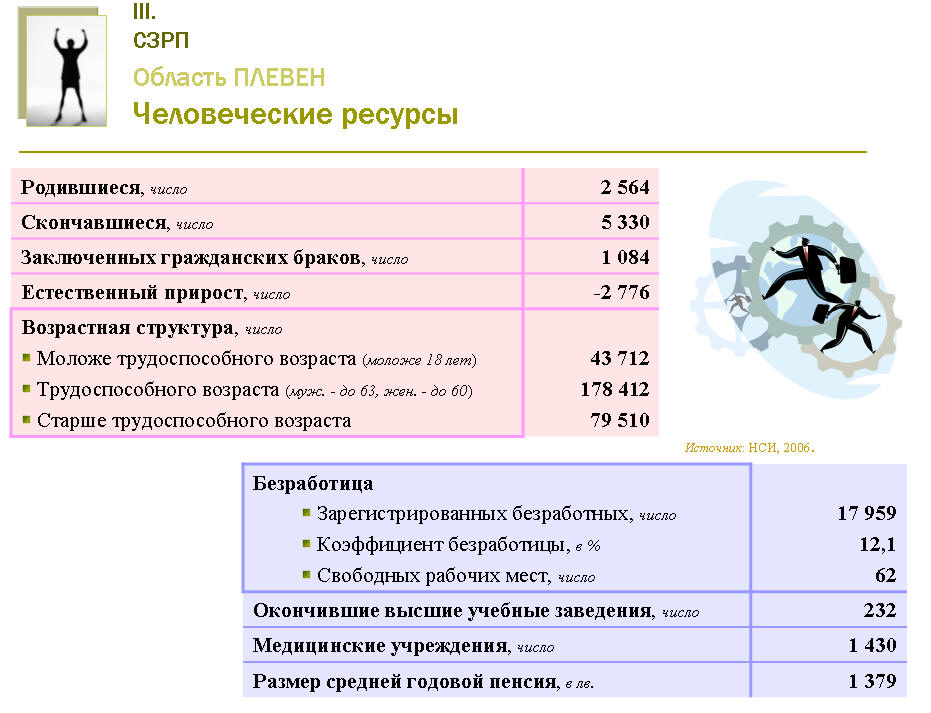 III.
СЗРП
Область ПЛЕВЕН
Человеческие ресурсы
Родившиеся, число 2 564
Скончавшиеся, число 5 330
Заключенных гражданских браков, число 1 084
Естественный прирост, число -2 776
Возрастная структура, число
Моложе трудоспособного возраста (моложе 18 лет) 43 712
Трудоспособного возраста (муж. - до 63, жен. - до 60) 178 412
Старше трудоспособного возраста 79 510
Источник: НСИ, 2006.
Безработица
Зарегистрированных безработных, число 17 959
Коэффициент безработицы, в % 12,1
Свободных рабочих мест, число 62
Окончившие высшие учебные заведения, число 232
Медицинские учреждения, число 1 430
Размер средней годовой пенсия, в лв. 1 379